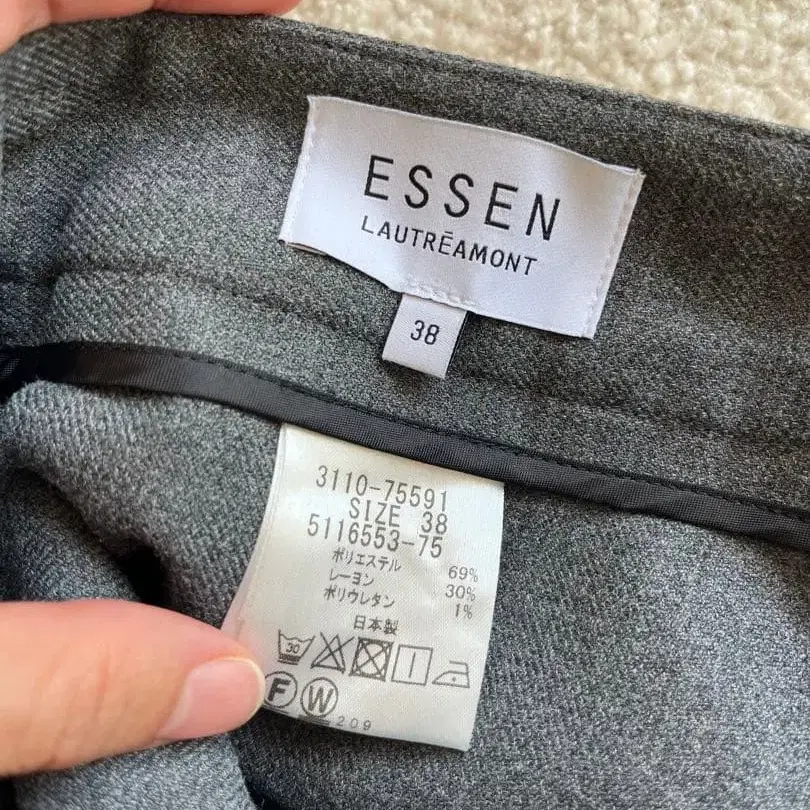 ESSEN
LAUTRĒAMONT
38
3110-75591
SIZE 38
5116553-75
ポリエステル 69%
レーヨン 30%
ポリウレタン 1%
日本製
30
F W
209